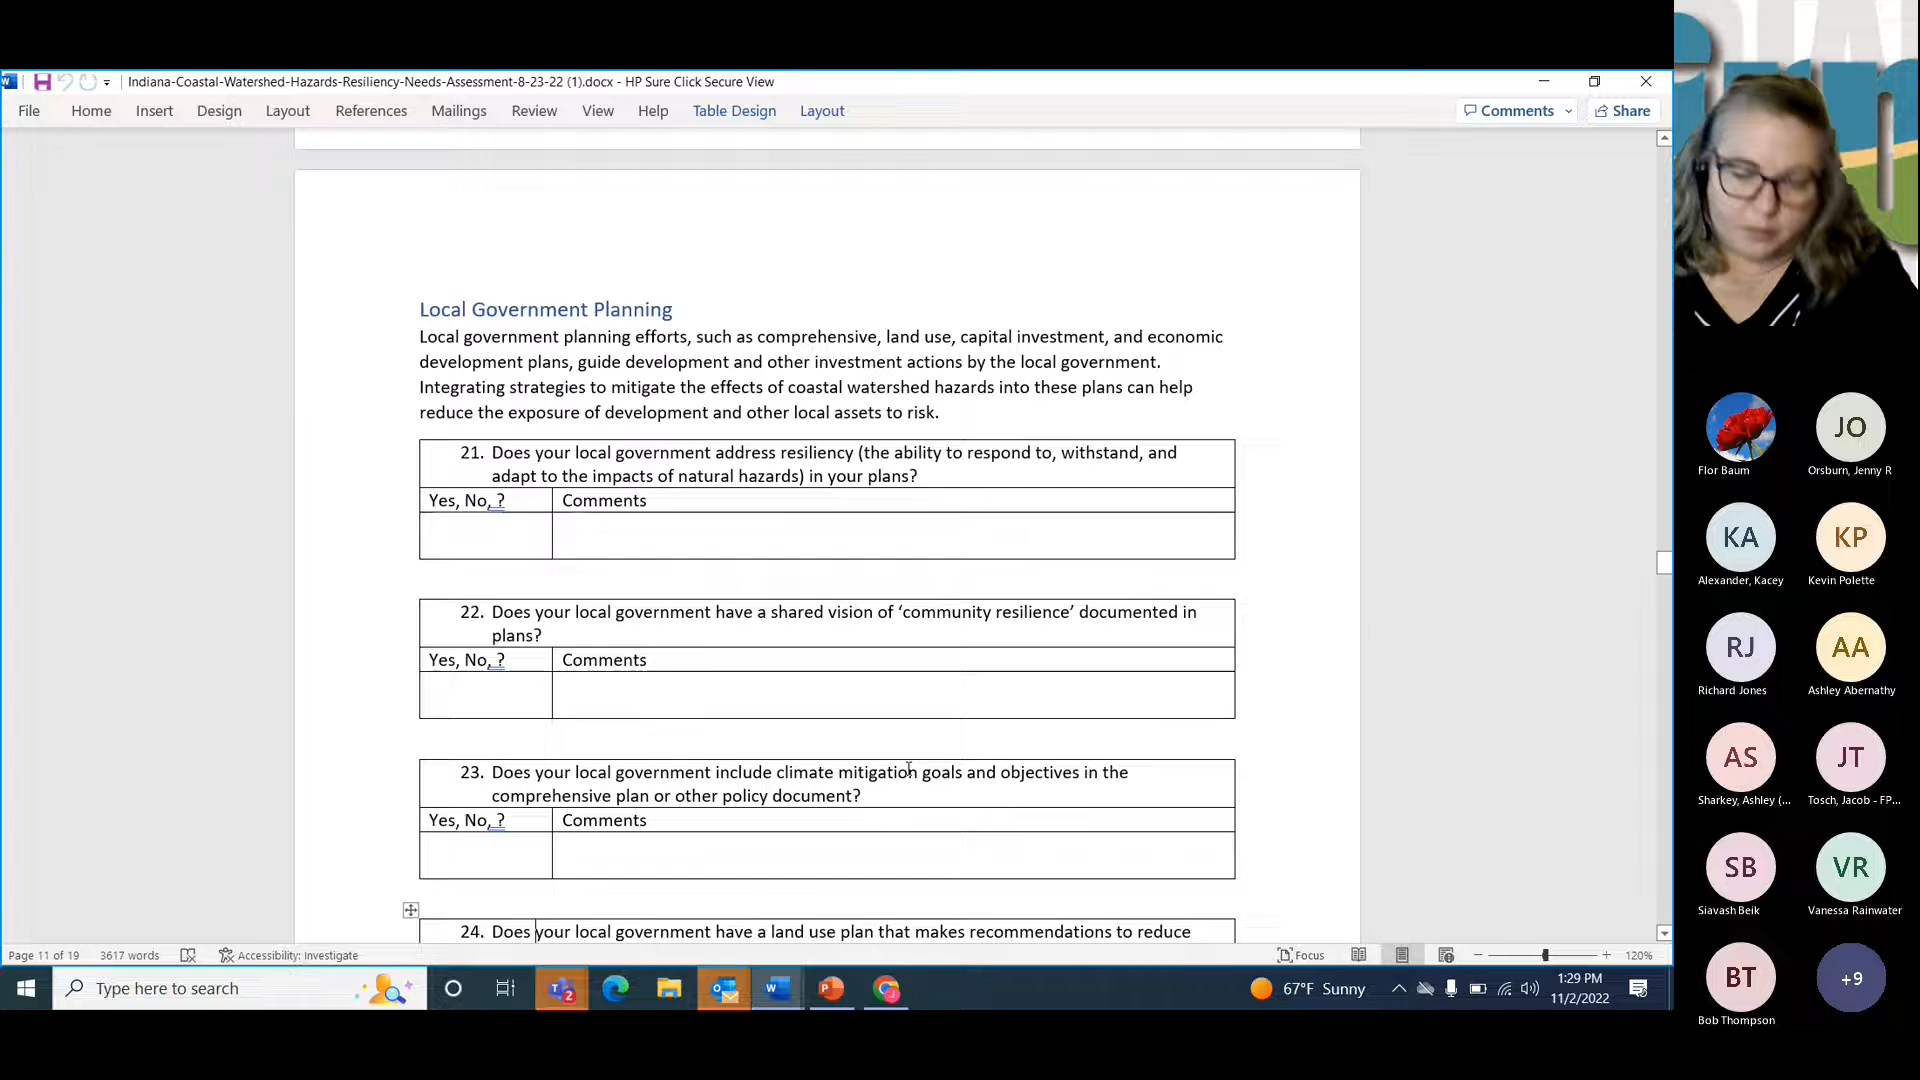 Indiana-Coastal-Watershed-Hazards-Resiliency-Needs-Assessment-8-23-22 (1).docx - HP Sure Click Secure View
File Home Insert Design Layout References Mailings Review View Help Table Design Layout Comments Share
Local Government Planning
Local government planning efforts, such as comprehensive, land use, capital investment, and economic
development plans, guide development and other investment actions by the local government.
Integrating strategies to mitigate the effects of coastal watershed hazards into these plans can help
reduce the exposure of development and other local assets to risk.
21. Does your local government address resiliency (the ability to respond to, withstand, and
adapt to the impacts of natural hazards) in your plans?
Yes, No, ? Comments
22. Does your local government have a shared vision of ‘community resilience’ documented in
plans?
Yes, No, ? Comments
23. Does your local government include climate mitigation goals and objectives in the
comprehensive plan or other policy document?
Yes, No, ? Comments
24. Does your local government have a land use plan that makes recommendations to reduce
Page 11 of 19 3617 words Accessibility: Investigate Focus 120%
Type here to search 2 67°F Sunny 1:29 PM
11/2/2022
JO
Flor Baum Orsburn, Jenny R
KA KP
Alexander, Kacey Kevin Polette
RJ AA
Richard Jones Ashley Abernathy
AS JT
Sharkey, Ashley (... Tosch, Jacob - FP...
SB VR
Siavash Beik Vanessa Rainwater
BT +9
Bob Thompson